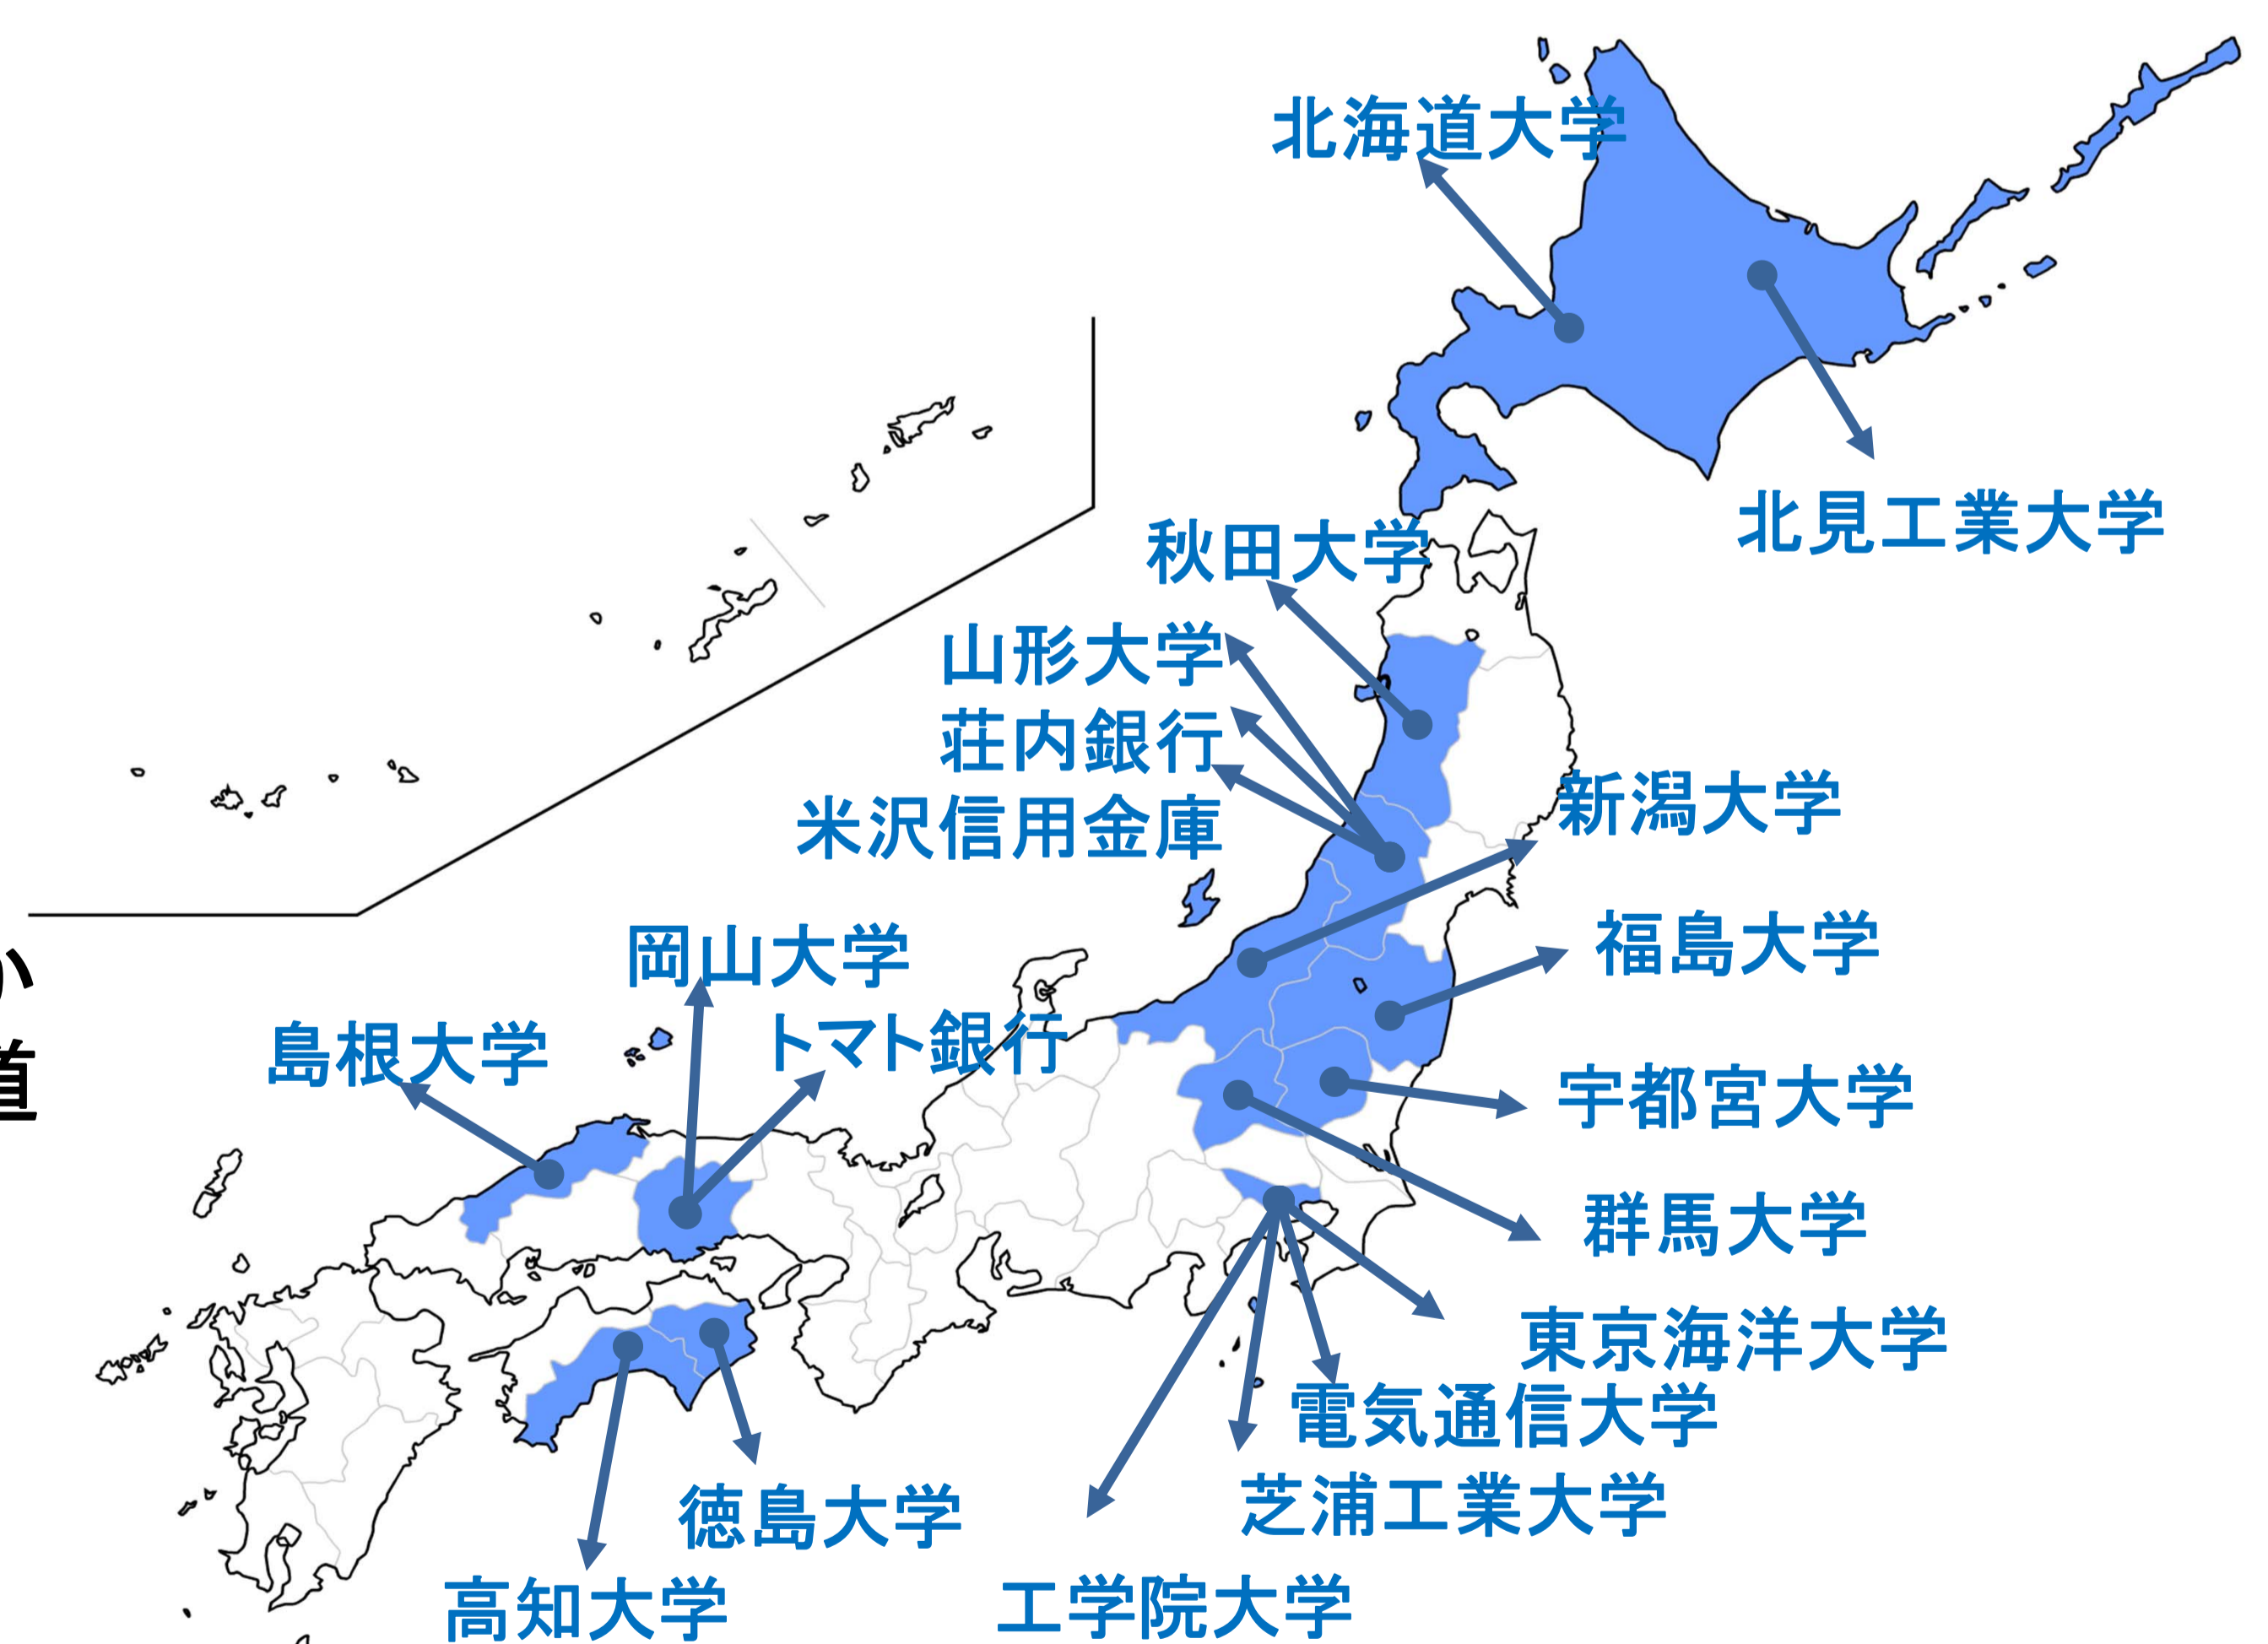 北海道大学
北見工業大学
秋田大学
山形大学
荘内銀行
米沢信用金庫
新潟大学
福島大学
岡山大学
トマト銀行
島根大学
宇都宮大学
群馬大学
東京海洋大学
電気通信大学
芝浦工業大学
徳島大学
高知大学
工学院大学